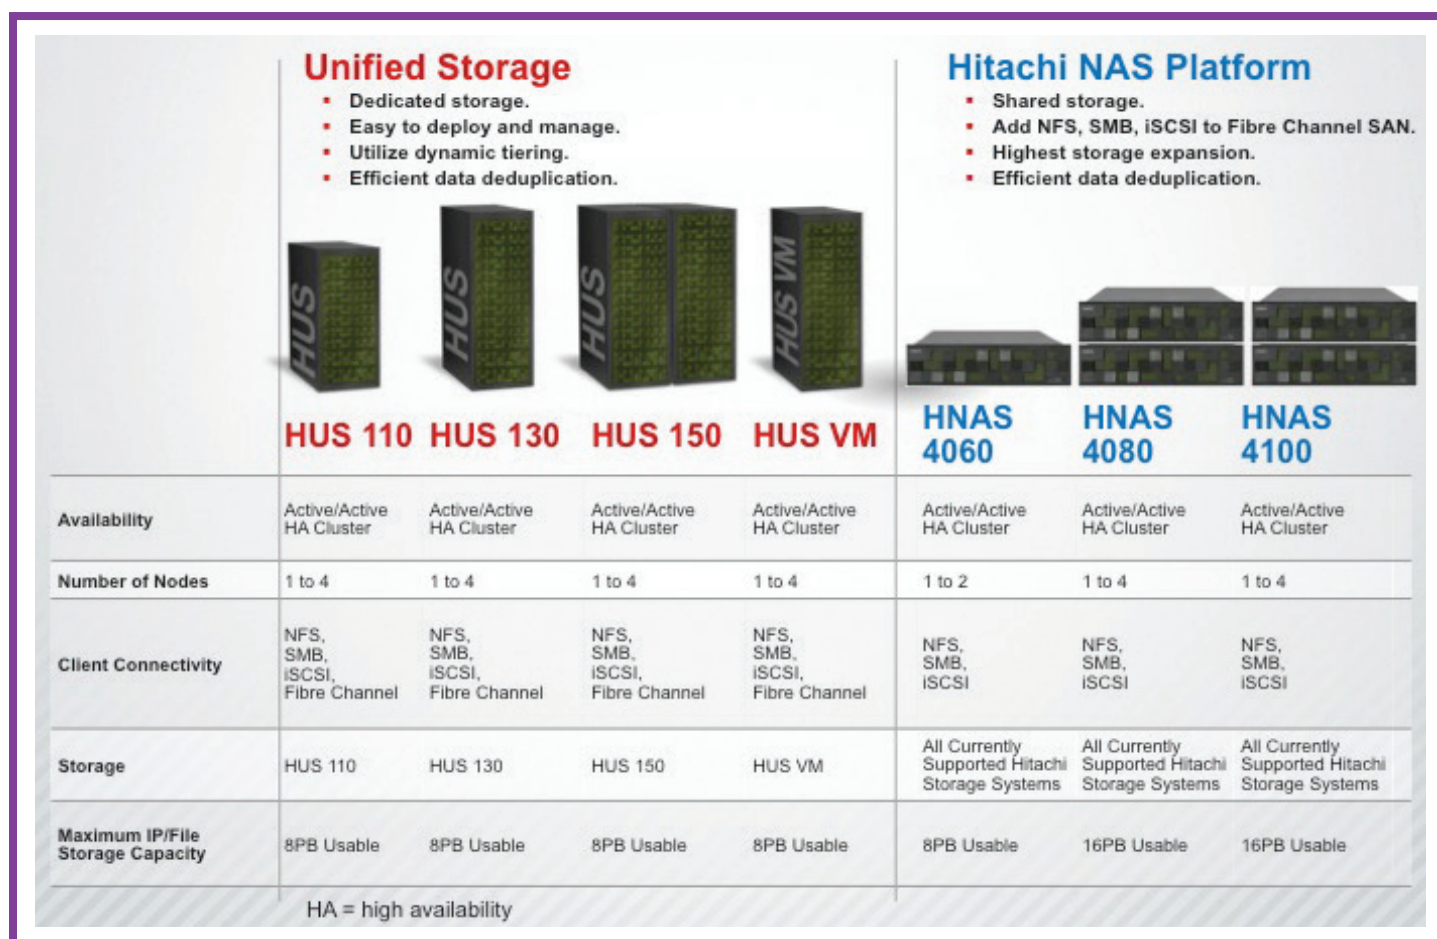 Unified Storage
▪ Dedicated storage.
▪ Easy to deploy and manage.
▪ Utilize dynamic tiering.
▪ Efficient data deduplication.
Hitachi NAS Platform
▪ Shared storage.
▪ Add NFS, SMB, iSCSI to Fibre Channel SAN.
▪ Highest storage expansion.
▪ Efficient data deduplication.
HUS
HUS
HUS
HUS VM
HUS 110 HUS 130 HUS 150 HUS VM
HNAS HNAS HNAS
4060 4080 4100
Availability
Active/Active Active/Active Active/Active Active/Active Active/Active Active/Active Active/Active
HA Cluster HA Cluster HA Cluster HA Cluster HA Cluster HA Cluster HA Cluster
Number of Nodes 1 to 4 1 to 4 1 to 4 1 to 4 1 to 2 1 to 4 1 to 4
Client Connectivity
NFS, NFS, NFS, NFS, NFS, NFS, NFS,
SMB, SMB, SMB, SMB, SMB, SMB, SMB,
iSCSI, iSCSI, iSCSI, iSCSI, iSCSI iSCSI iSCSI
Fibre Channel Fibre Channel Fibre Channel Fibre Channel
Storage HUS 110 HUS 130 HUS 150 HUS VM
All Currently All Currently All Currently
Supported Hitachi Supported Hitachi Supported Hitachi
Storage Systems Storage Systems Storage Systems
Maximum IP/File
Storage Capacity
8PB Usable 8PB Usable 8PB Usable 8PB Usable 8PB Usable 16PB Usable 16PB Usable
HA = high availability